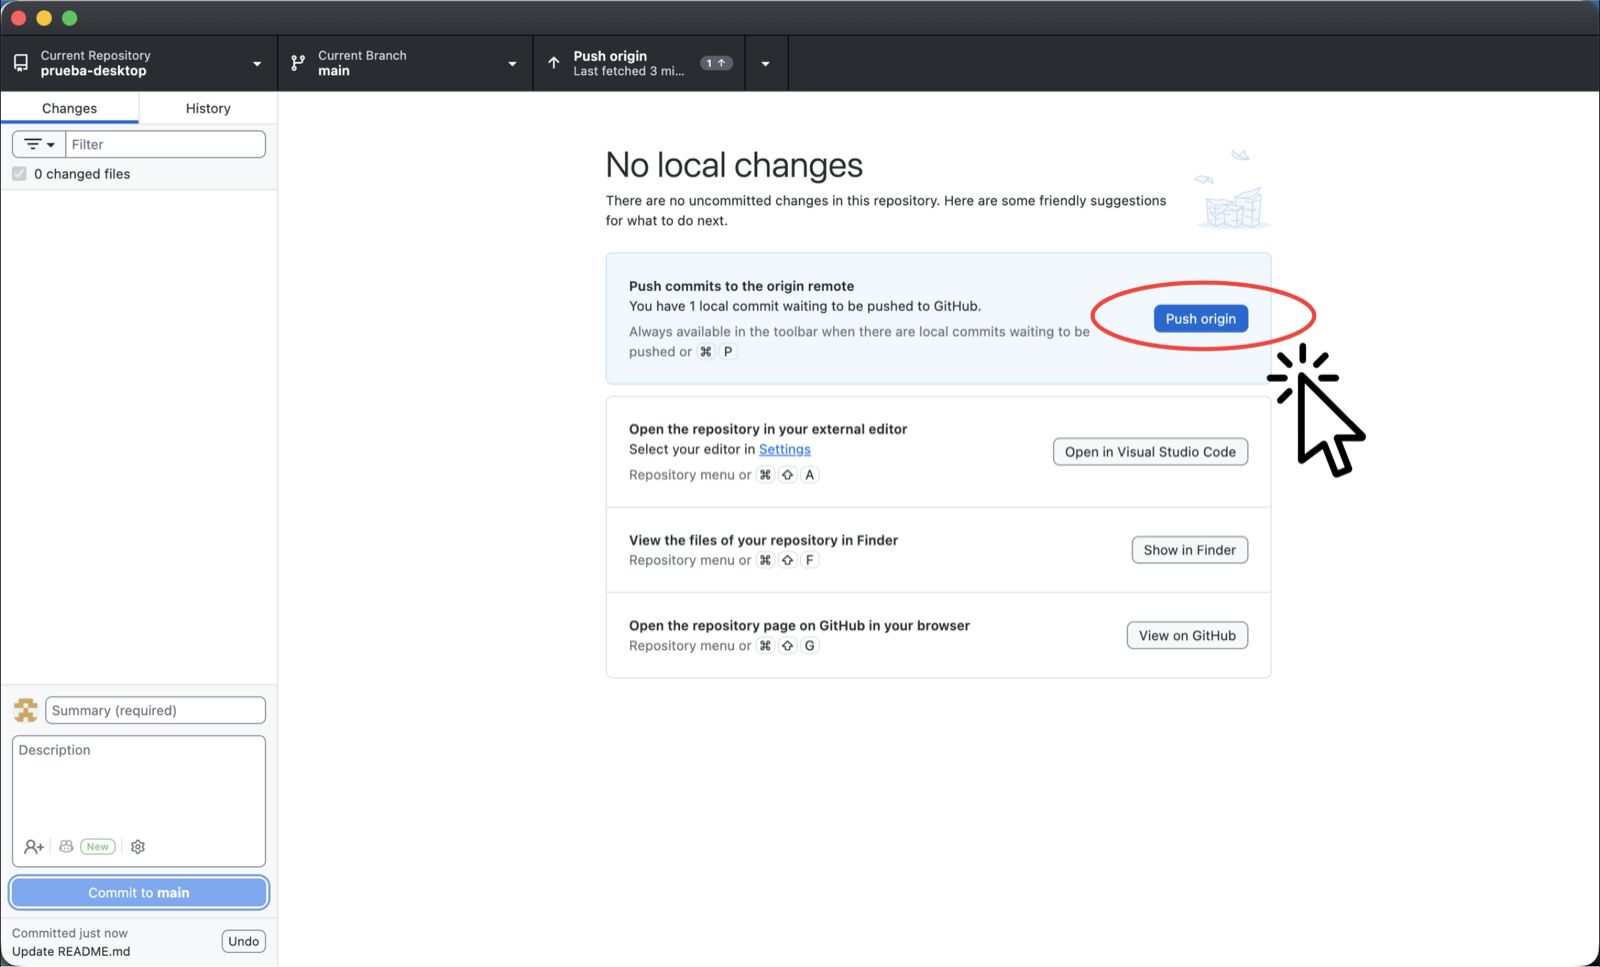 Current Repository
prueba-desktop
Current Branch
main
Push origin
Last fetched 3 mi...
1
Changes
History
Filter
0 changed files
No local changes
There are no uncommitted changes in this repository. Here are some friendly suggestions
for what to do next.
Push commits to the origin remote
You have 1 local commit waiting to be pushed to GitHub.
Always available in the toolbar when there are local commits waiting to be
pushed or ⌘ P
Push origin
Open the repository in your external editor
Select your editor in Settings
Repository menu or ⌘ ⇧ A
Open in Visual Studio Code
View the files of your repository in Finder
Repository menu or ⌘ ⇧ F
Show in Finder
Open the repository page on GitHub in your browser
Repository menu or ⌘ ⇧ G
View on GitHub
Summary (required)
Description
New
Commit to main
Committed just now
Update README.md
Undo